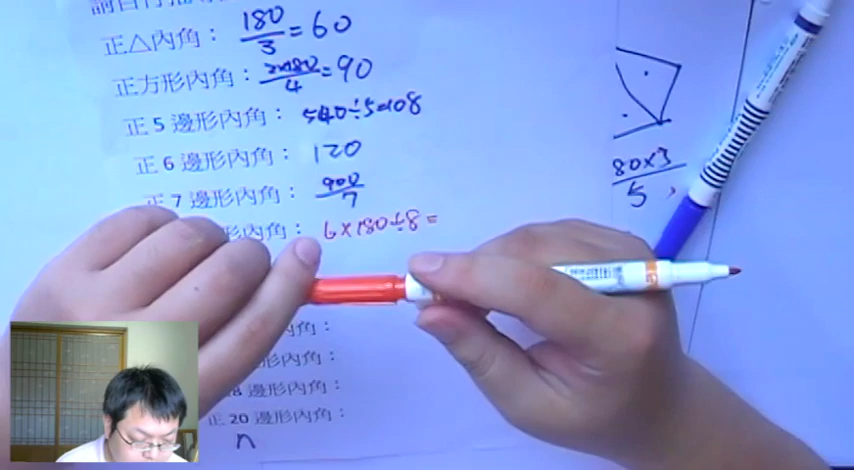 正△內角： 180/3=60
正方形內角： 2×180/4=90
正 5 邊形內角： 540÷5=108
正 6 邊形內角： 120
正 7 邊形內角： 900/7
形內角： 6×180÷8=
內角：
形內角：
18 邊形內角：
正 20 邊形內角：
n
80×3/5